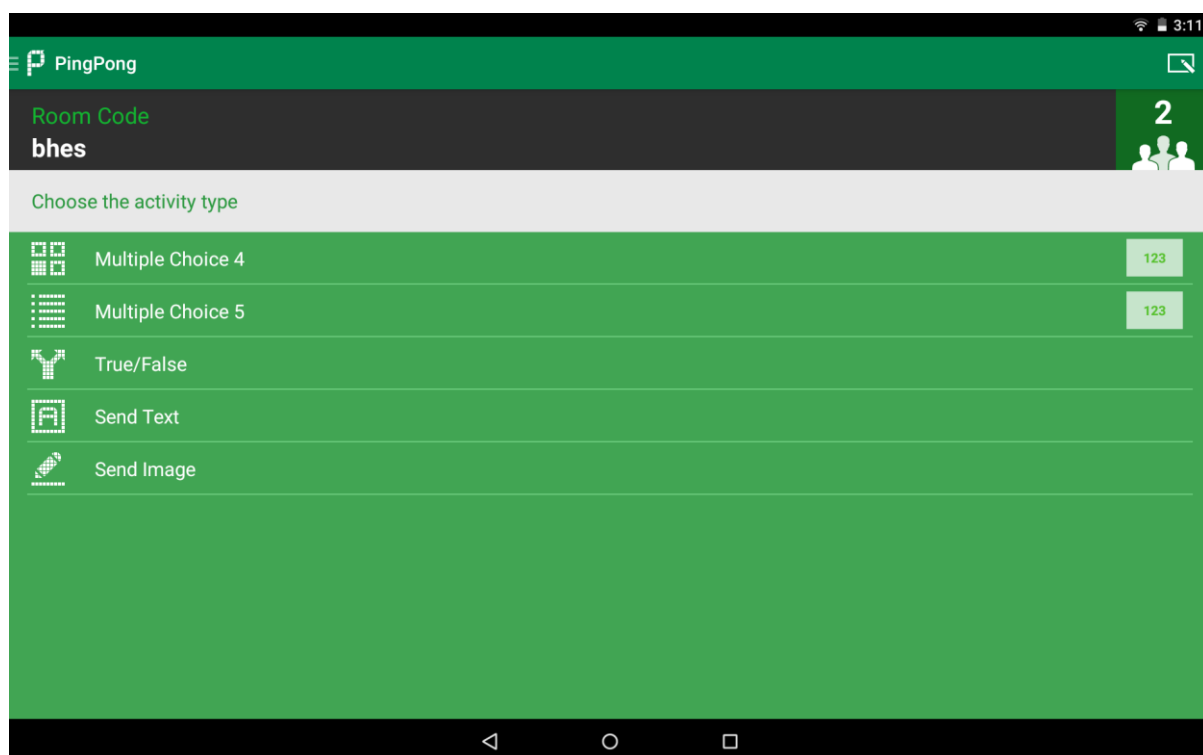 3:11
PingPong
Room Code
bhes
2
Choose the activity type
Multiple Choice 4
123
Multiple Choice 5
123
True/False
Send Text
Send Image